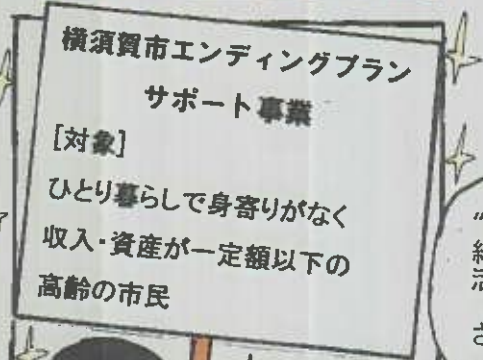 横須賀市エンディングプラン
サポート事業
[対象]
ひとり暮らしで身寄りがなく
収入・資産が一定額以下の
高齢の市民